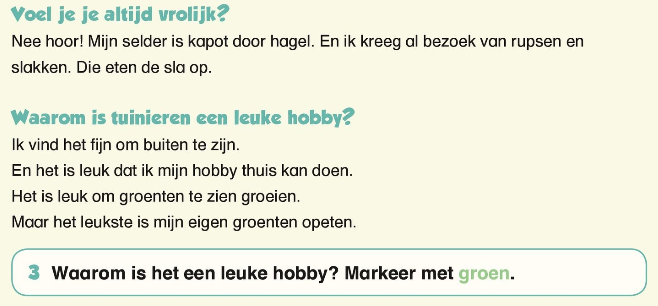 Voel je je altijd vrolijk?
Nee hoor! Mijn selder is kapot door hagel. En ik kreeg al bezoek van rupsen en
slakken. Die eten de sla op.
Waarom is tuinieren een leuke hobby?
Ik vind het fijn om buiten te zijn.
En het is leuk dat ik mijn hobby thuis kan doen.
Het is leuk om groenten te zien groeien.
Maar het leukste is mijn eigen groenten opeten.
3 Waarom is het een leuke hobby? Markeer met groen.